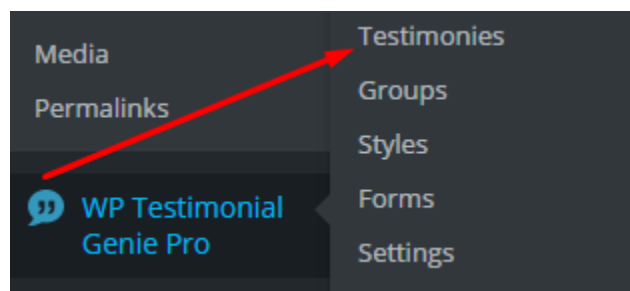 Media
Permalinks
WP Testimonial
Genie Pro
Testimonies
Groups
Styles
Forms
Settings